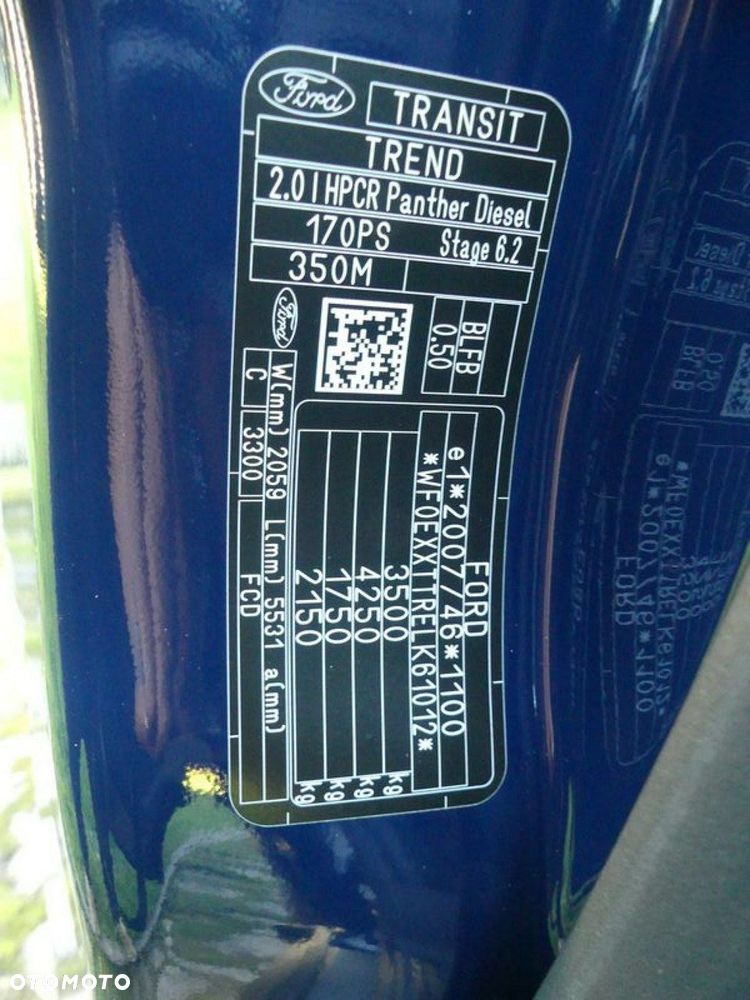 Ford
TRANSIT
TREND
2.0 l HPCR Panther Diesel
170PS Stage 6.2
350M
Ford
BLFB
0.50
FORD
e1*2007/46*1100
*WF0EXXTTRELK61012*
3500 kg
4250 kg
1750 kg
2150 kg
W(mm) 2059 L(mm) 5531 a(mm)
C 3300 FCD
OTOMOTO